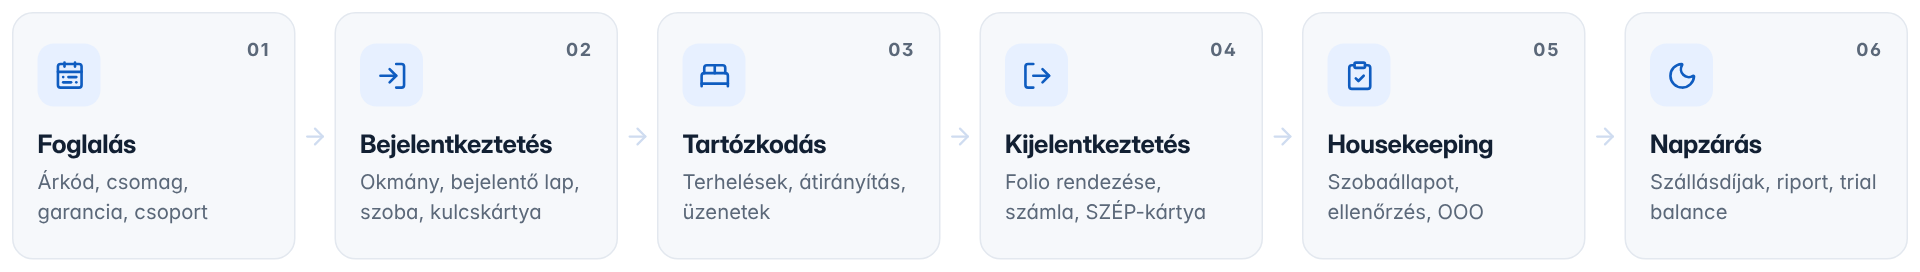 01
Foglalás
Árkód, csomag,
garancia, csoport
02
Bejelentkeztetés
Okmány, bejelentő lap,
szoba, kulcskártya
03
Tartózkodás
Terhelések, átirányítás,
üzenetek
04
Kijelentkeztetés
Folio rendezése,
számla, SZÉP-kártya
05
Housekeeping
Szobaállapot,
ellenőrzés, OOO
06
Napzárás
Szállásdíjak, riport, trial
balance